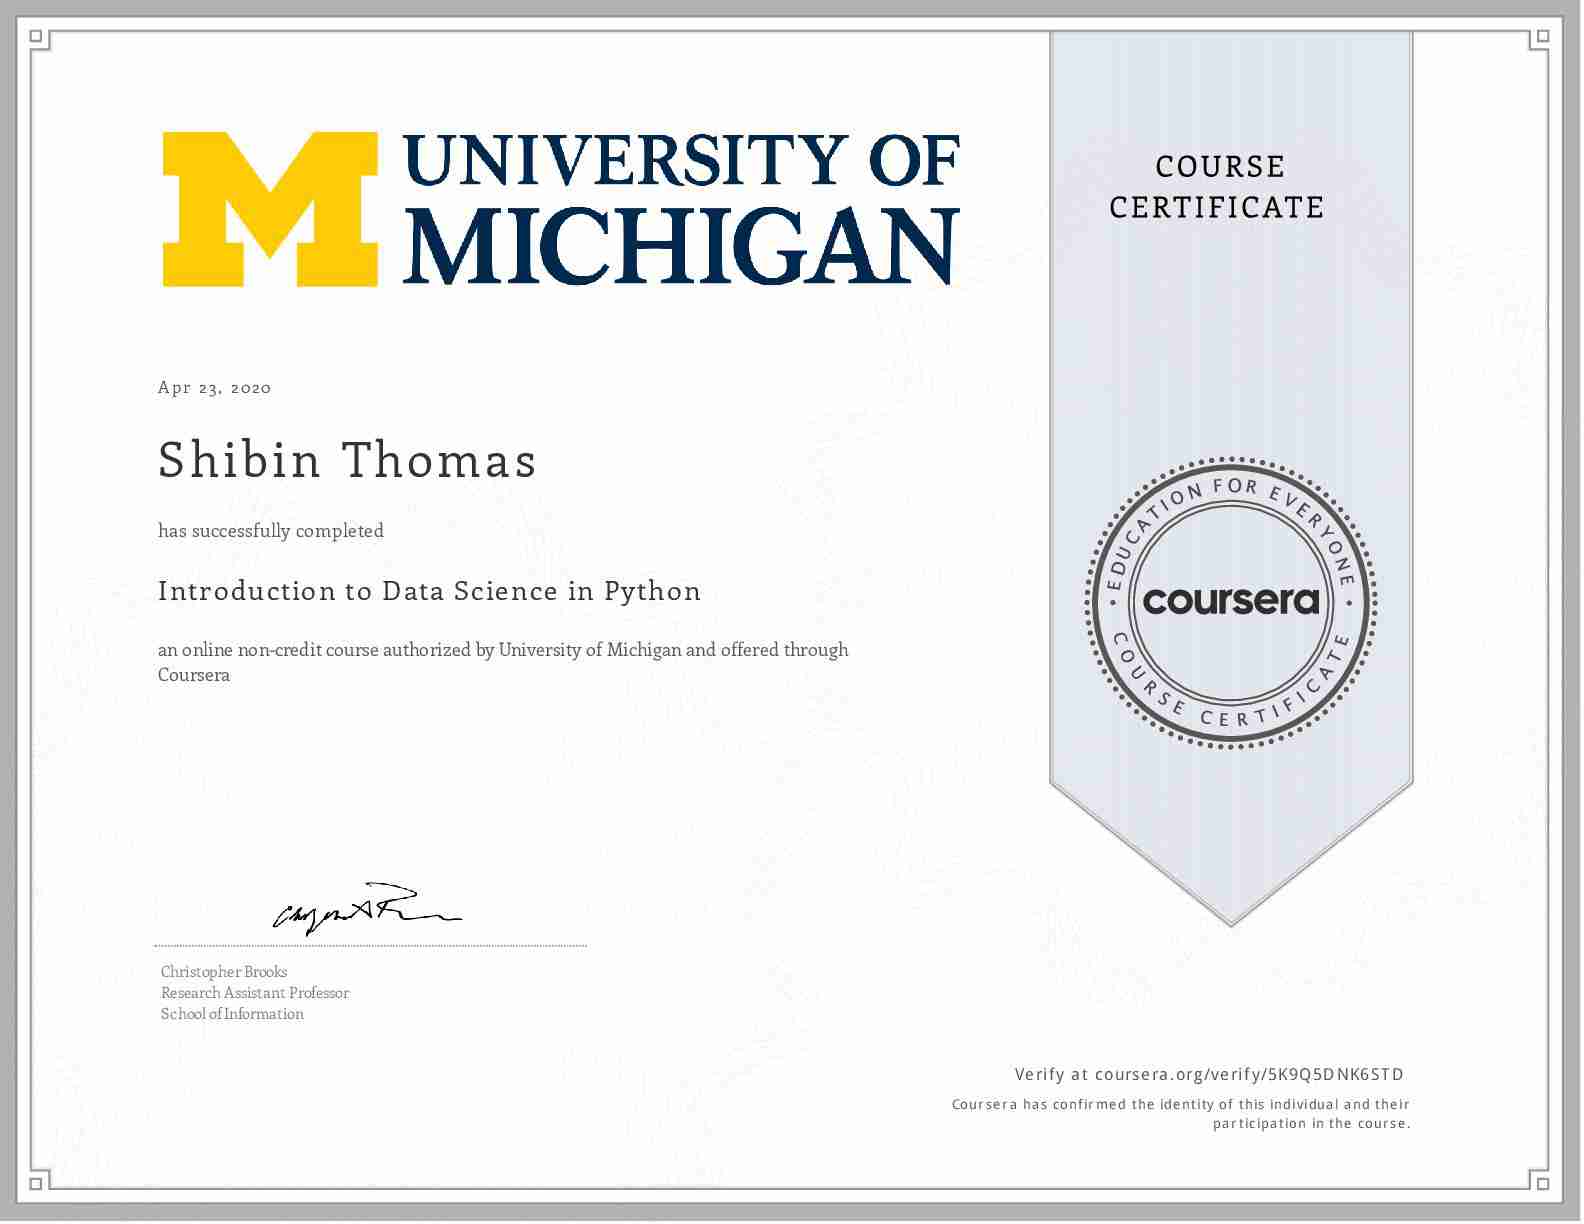 UNIVERSITY OF
MICHIGAN
COURSE
CERTIFICATE
Apr 23, 2020
Shibin Thomas
has successfully completed
Introduction to Data Science in Python
an online non-credit course authorized by University of Michigan and offered through
Coursera
EDUCATION FOR EVERYONE
coursera
COURSE CERTIFICATE
Christopher Brooks
Research Assistant Professor
School of Information
Verify at coursera.org/verify/5K9Q5DNK6STD
Coursera has confirmed the identity of this individual and their
participation in the course.